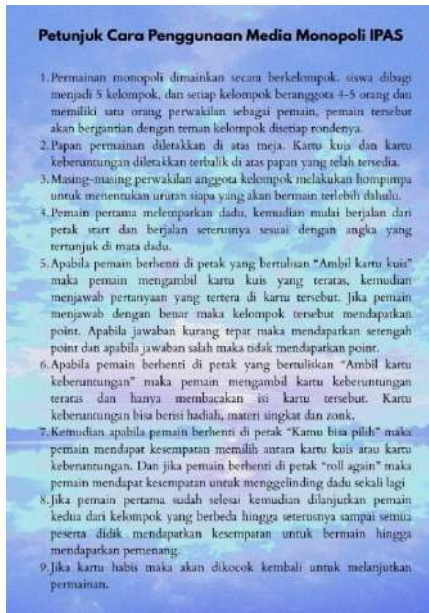 Petunjuk Cara Penggunaan Media Monopoli IPAS
1. Permainan monopoli dimainkan secara berkelompok, siswa dibagi
menjadi 5 kelompok, dan setiap kelompok beranggota 4-5 orang dan
memiliki satu orang perwakilan sebagai pemain, pemain tersebut
akan bergantian dengan teman kelompok disetiap rondenya.
2. Papan permainan diletakkan di atas meja. Kartu kuis dan kartu
keberuntungan diletakkan terbalik di atas papan yang telah tersedia.
3. Masing-masing perwakilan anggota kelompok melakukan hompimpa
untuk menentukan urutan siapa yang akan bermain terlebih dahulu.
4. Pemain pertama melemparkan dadu, kemudian mulai berjalan dari
petak start dan berjalan seterusnya sesuai dengan angka yang
tertunjuk di mata dadu.
5. Apabila pemain berhenti di petak yang bertulisan "Ambil kartu kuis"
maka pemain mengambil kartu kuis yang teratas, kemudian
menjawab pertanyaan yang tertera di kartu tersebut. Jika pemain
menjawab dengan benar maka kelompok tersebut mendapatkan
point. Apabila jawaban kurang tepat maka mendapatkan setengah
point dan apabila jawaban salah maka tidak mendapatkan point.
6. Apabila pemain berhenti di petak yang bertuliskan "Ambil kartu
keberuntungan" maka pemain mengambil kartu keberuntungan
teratas dan hanya membacakan isi kartu tersebut. Kartu
keberuntungan bisa berisi hadiah, materi singkat dan zonk.
7. Kemudian apabila pemain berhenti di petak "Kamu bisa pilih" maka
pemain mendapat kesempatan memilih antara kartu kuis atau kartu
keberuntungan. Dan jika pemain berhenti di petak "roll again" maka
pemain mendapat kesempatan untuk menggelinding dadu sekali lagi
8. Jika pemain pertama sudah selesai kemudian dilanjutkan pemain
kedua dari kelompok yang berbeda hingga seterusnya sampai semua
peserta didik mendapatkan kesempatan untuk bermain hingga
mendapatkan pemenang.
9. Jika kartu habis maka akan dikocok kembali untuk melanjutkan
permainan.